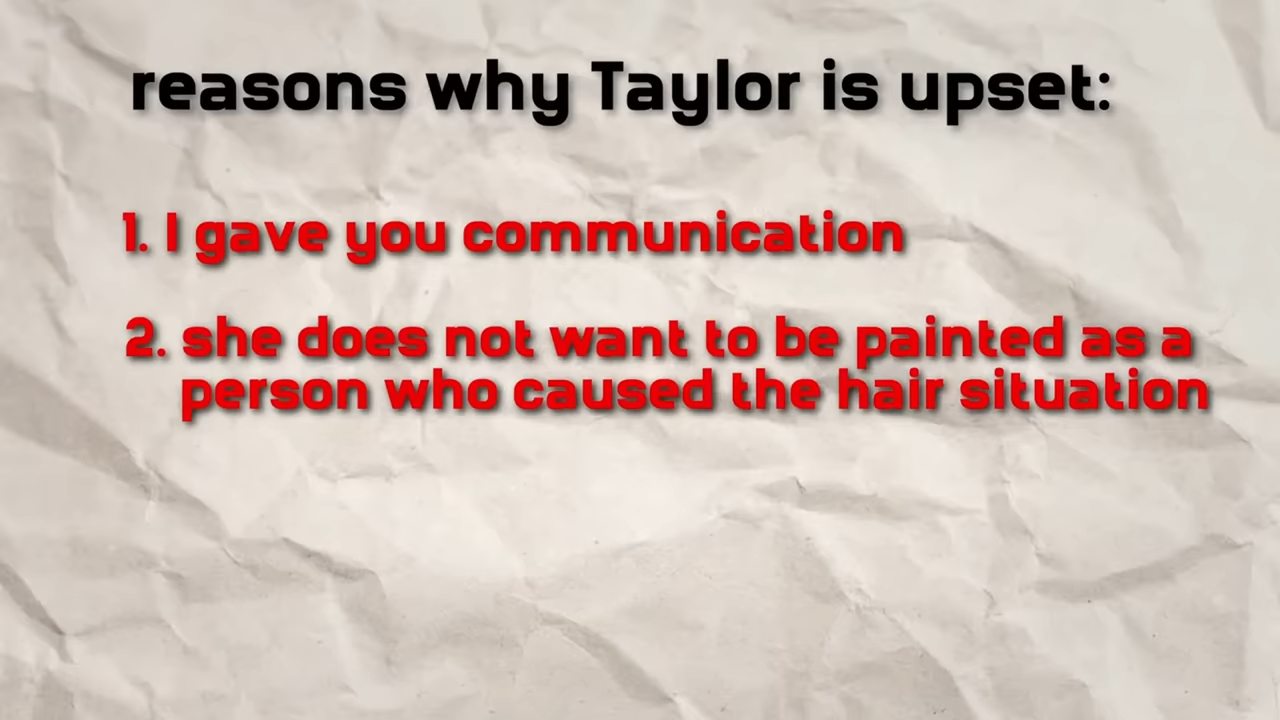 reasons why Taylor is upset:
1. I gave you communication
2. she does not want to be painted as a
person who caused the hair situation